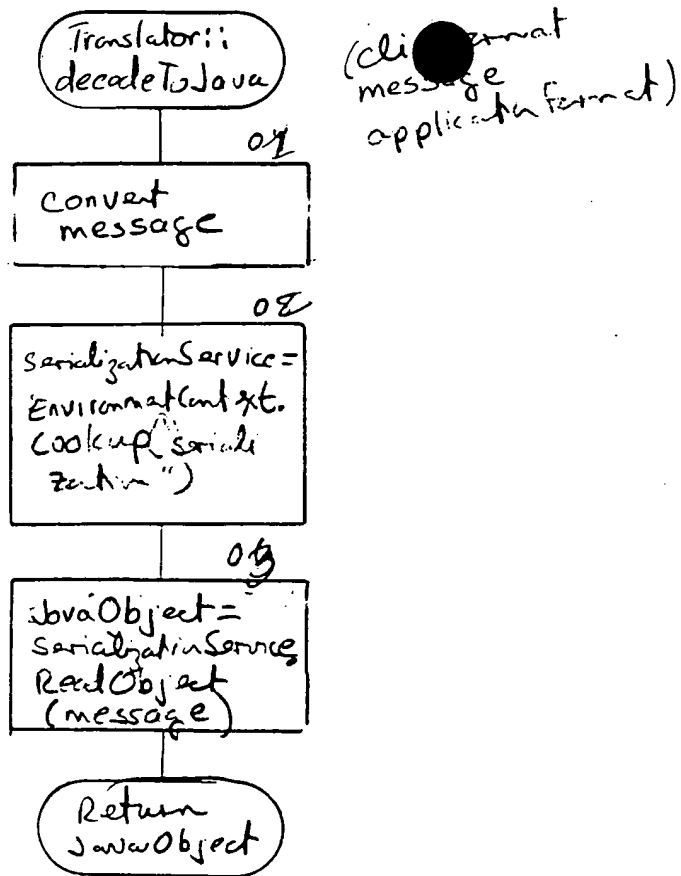 Translator::
decodeToJava
(cli
message
application format)
01
Convert
message
02
SerializationService=
EnvironmentContext.
Lookup("seriali
zation")
03
JavaObject=
SerializationService.
ReadObject
(message)
Return
JavaObject